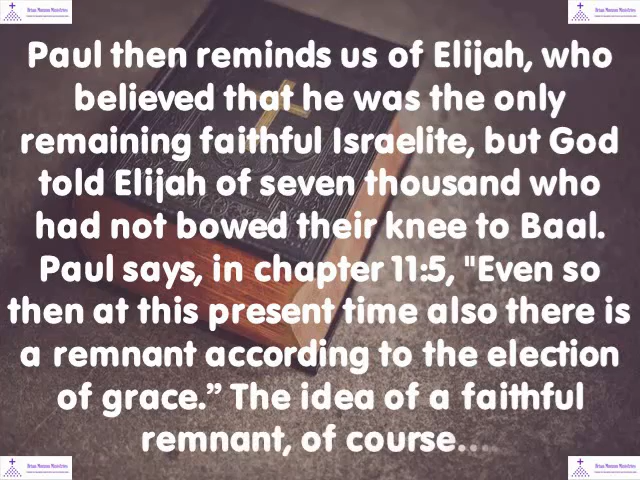 Paul then reminds us of Elijah, who
believed that he was the only
remaining faithful Israelite, but God
told Elijah of seven thousand who
had not bowed their knee to Baal.
Paul says, in chapter 11:5, "Even so
then at this present time also there is
a remnant according to the election
of grace.” The idea of a faithful
remnant, of course....